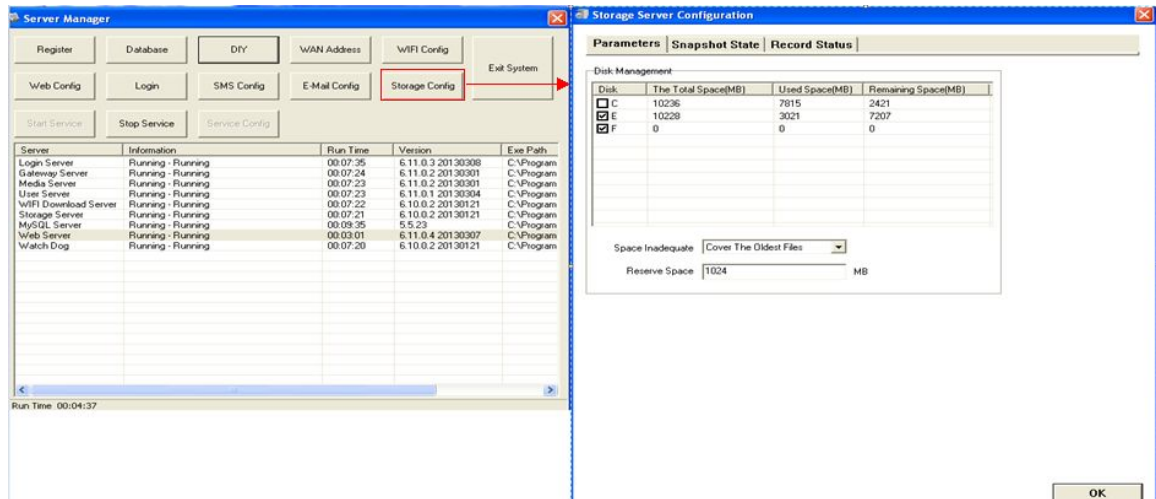 Server Manager
Register Database DIY WAN Address WIFI Config Exit System
Web Config Login SMS Config E-Mail Config Storage Config
Start Service Stop Service Service Config
Server Information Run Time Version Exe Path
Login Server Running - Running 00:07:35 6.11.0.3 20130308 C:\Program
Gateway Server Running - Running 00:07:24 6.11.0.2 20130301 C:\Program
Media Server Running - Running 00:07:23 6.11.0.2 20130301 C:\Program
User Server Running - Running 00:07:23 6.11.0.1 20130304 C:\Program
WIFI Download Server Running - Running 00:07:22 6.10.0.2 20130121 C:\Program
Storage Server Running - Running 00:07:21 6.10.0.2 20130121 C:\Program
MySQL Server Running - Running 00:09:35 5.5.23 C:\Program
Web Server Running - Running 00:03:01 6.11.0.4 20130307 C:\Program
Watch Dog Running - Running 00:07:20 6.10.0.2 20130121 C:\Program
Run Time 00:04:37
Storage Server Configuration
Parameters Snapshot State Record Status
Disk Management
Disk The Total Space(MB) Used Space(MB) Remaining Space(MB)
C 10236 7815 2421
E 10228 3021 7207
F 0 0 0
Space Inadequate Cover The Oldest Files
Reserve Space 1024 MB
OK